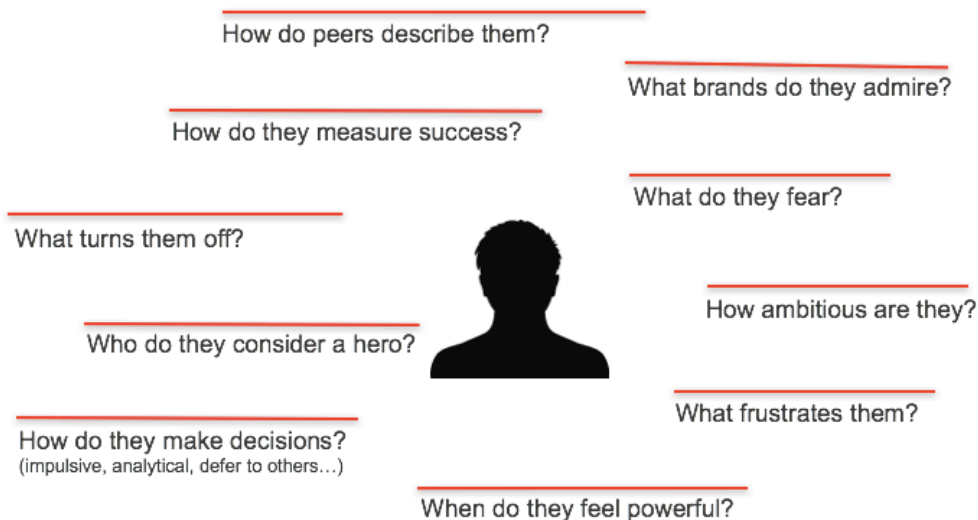 How do peers describe them?
What brands do they admire?
How do they measure success?
What do they fear?
What turns them off?
How ambitious are they?
Who do they consider a hero?
What frustrates them?
How do they make decisions?
(impulsive, analytical, defer to others...)
When do they feel powerful?